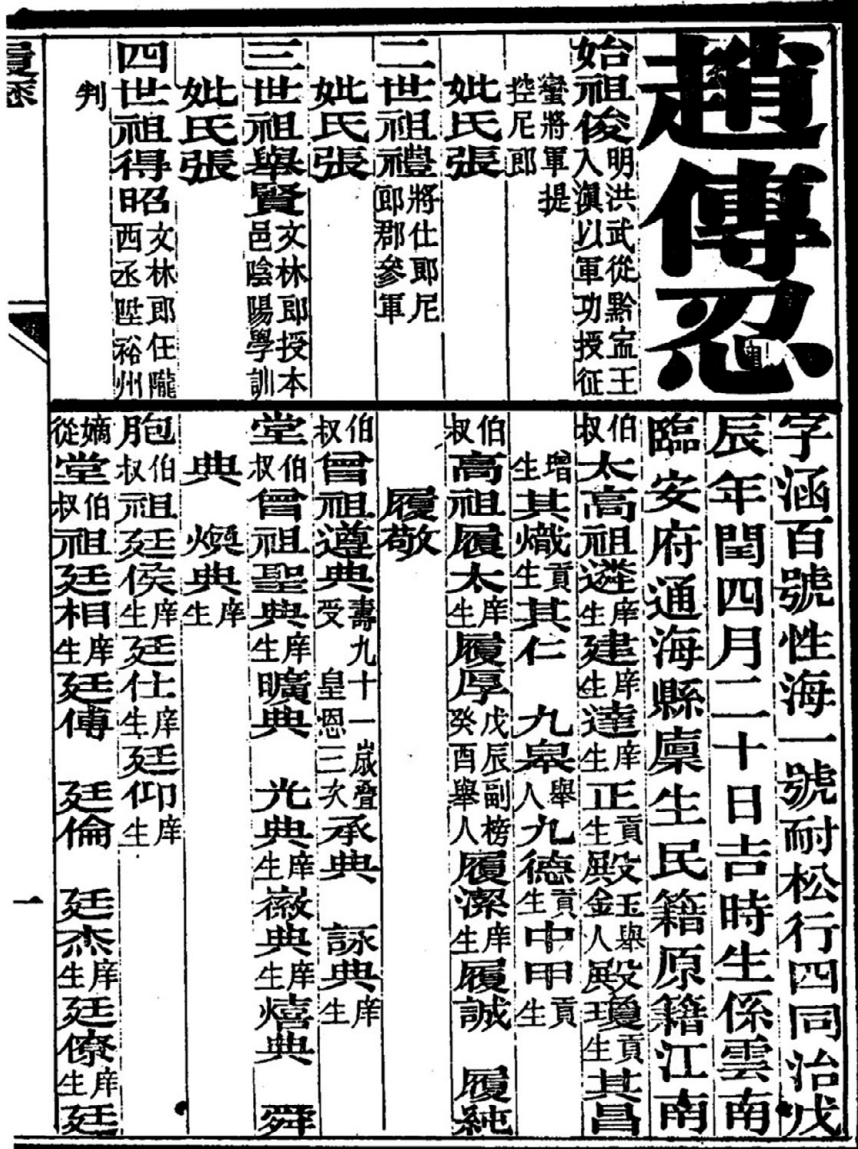 趙傳忍
始祖俊明洪武從黔寍王入滇以軍功授征
蠻將軍提控尼郎
妣氏張
二世祖禮將仕郎尼郎郡參軍
妣氏張
三世祖舉賢文林郎授本邑陰陽學訓
妣氏張
四世祖得昭文林郎任隴西丞陞裕州
判
字涵百號性海一號耐松行四同治戊
辰年閏四月二十日吉時生係雲南
臨安府通海縣廩生民籍原籍江南
伯叔太高祖遴庠生建庠生達庠生正貢生殿玉舉人殿金殿瓊貢生其昌
增生其熾貢生其仁 九臯舉人九德貢生中甲貢生
伯叔高祖履太庠生履厚戊辰副榜癸酉舉人履潔庠生履誠 履純
履敬
伯叔曾祖遵典壽九十一歲疊受皇恩三次承典 詠典庠生
堂伯叔曾祖聖典庠生曠典 光典庠生徽典庠生熺典 舜
典 煥典庠生
胞伯叔祖廷侯庠生廷仕庠生廷仰庠生
嫡從堂伯叔祖廷相庠生廷傅 廷倫 廷杰庠生廷僚庠生廷
履歷
一